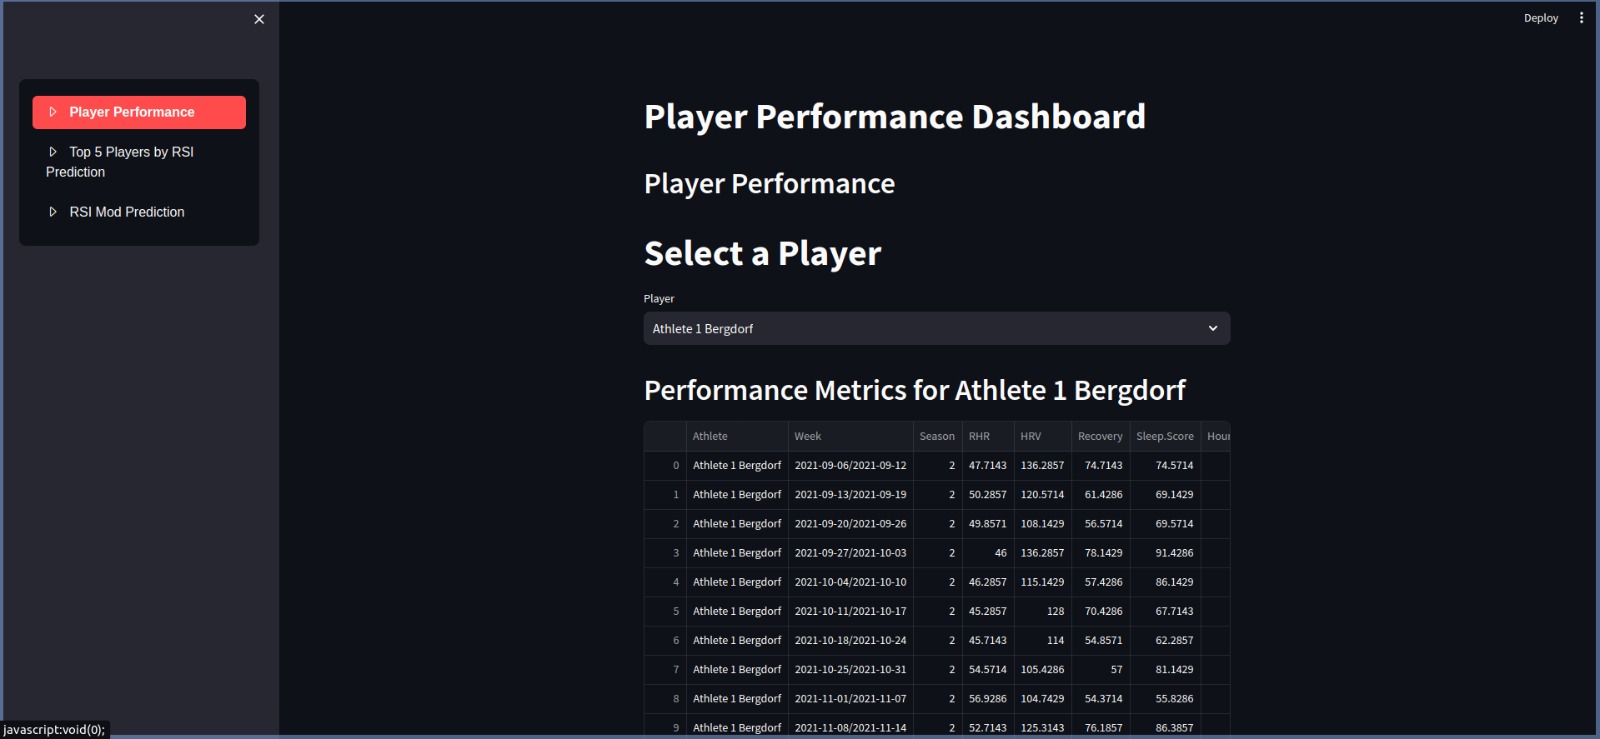 Deploy
Player Performance
Top 5 Players by RSI
Prediction
RSI Mod Prediction
Player Performance Dashboard
Player Performance
Select a Player
Player
Athlete 1 Bergdorf
Performance Metrics for Athlete 1 Bergdorf
Athlete Week Season RHR HRV Recovery Sleep.Score Hour
0 Athlete 1 Bergdorf 2021-09-06/2021-09-12 2 47.7143 136.2857 74.7143 74.5714
1 Athlete 1 Bergdorf 2021-09-13/2021-09-19 2 50.2857 120.5714 61.4286 69.1429
2 Athlete 1 Bergdorf 2021-09-20/2021-09-26 2 49.8571 108.1429 56.5714 69.5714
3 Athlete 1 Bergdorf 2021-09-27/2021-10-03 2 46 136.2857 78.1429 91.4286
4 Athlete 1 Bergdorf 2021-10-04/2021-10-10 2 46.2857 115.1429 57.4286 86.1429
5 Athlete 1 Bergdorf 2021-10-11/2021-10-17 2 45.2857 128 70.4286 67.7143
6 Athlete 1 Bergdorf 2021-10-18/2021-10-24 2 45.7143 114 54.8571 62.2857
7 Athlete 1 Bergdorf 2021-10-25/2021-10-31 2 54.5714 105.4286 57 81.1429
8 Athlete 1 Bergdorf 2021-11-01/2021-11-07 2 56.9286 104.7429 54.3714 55.8286
9 Athlete 1 Bergdorf 2021-11-08/2021-11-14 2 52.7143 125.3143 76.1857 86.3857
javascript:void(0);